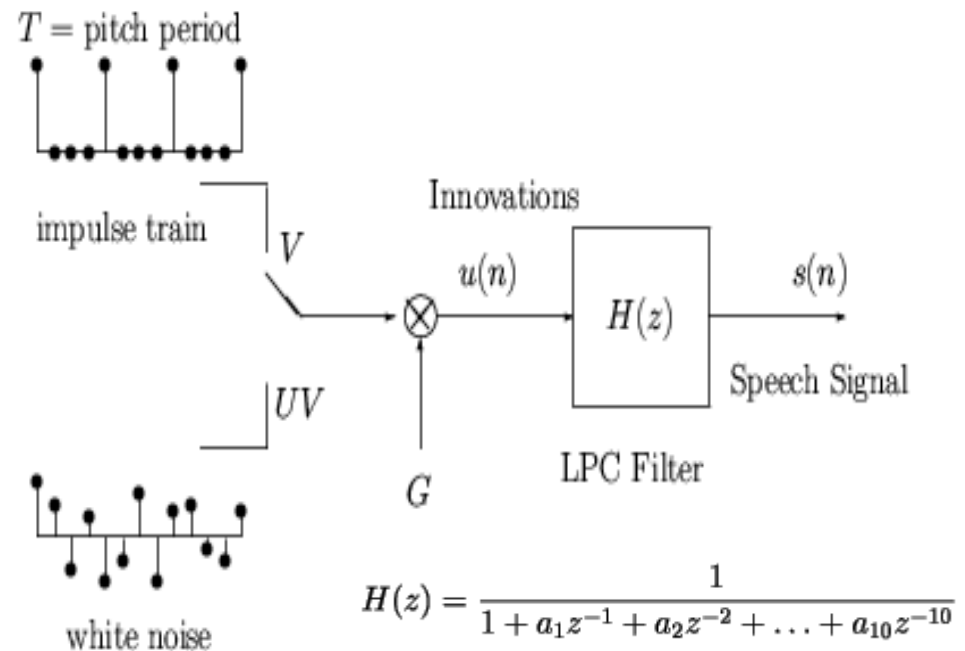 T = pitch period
impulse train
V
Innovations
u(n)
H(z)
s(n)
Speech Signal
UV
G
LPC Filter
white noise
H(z) = 1 / (1 + a₁z⁻¹ + a₂z⁻² + … + a₁₀z⁻¹⁰)